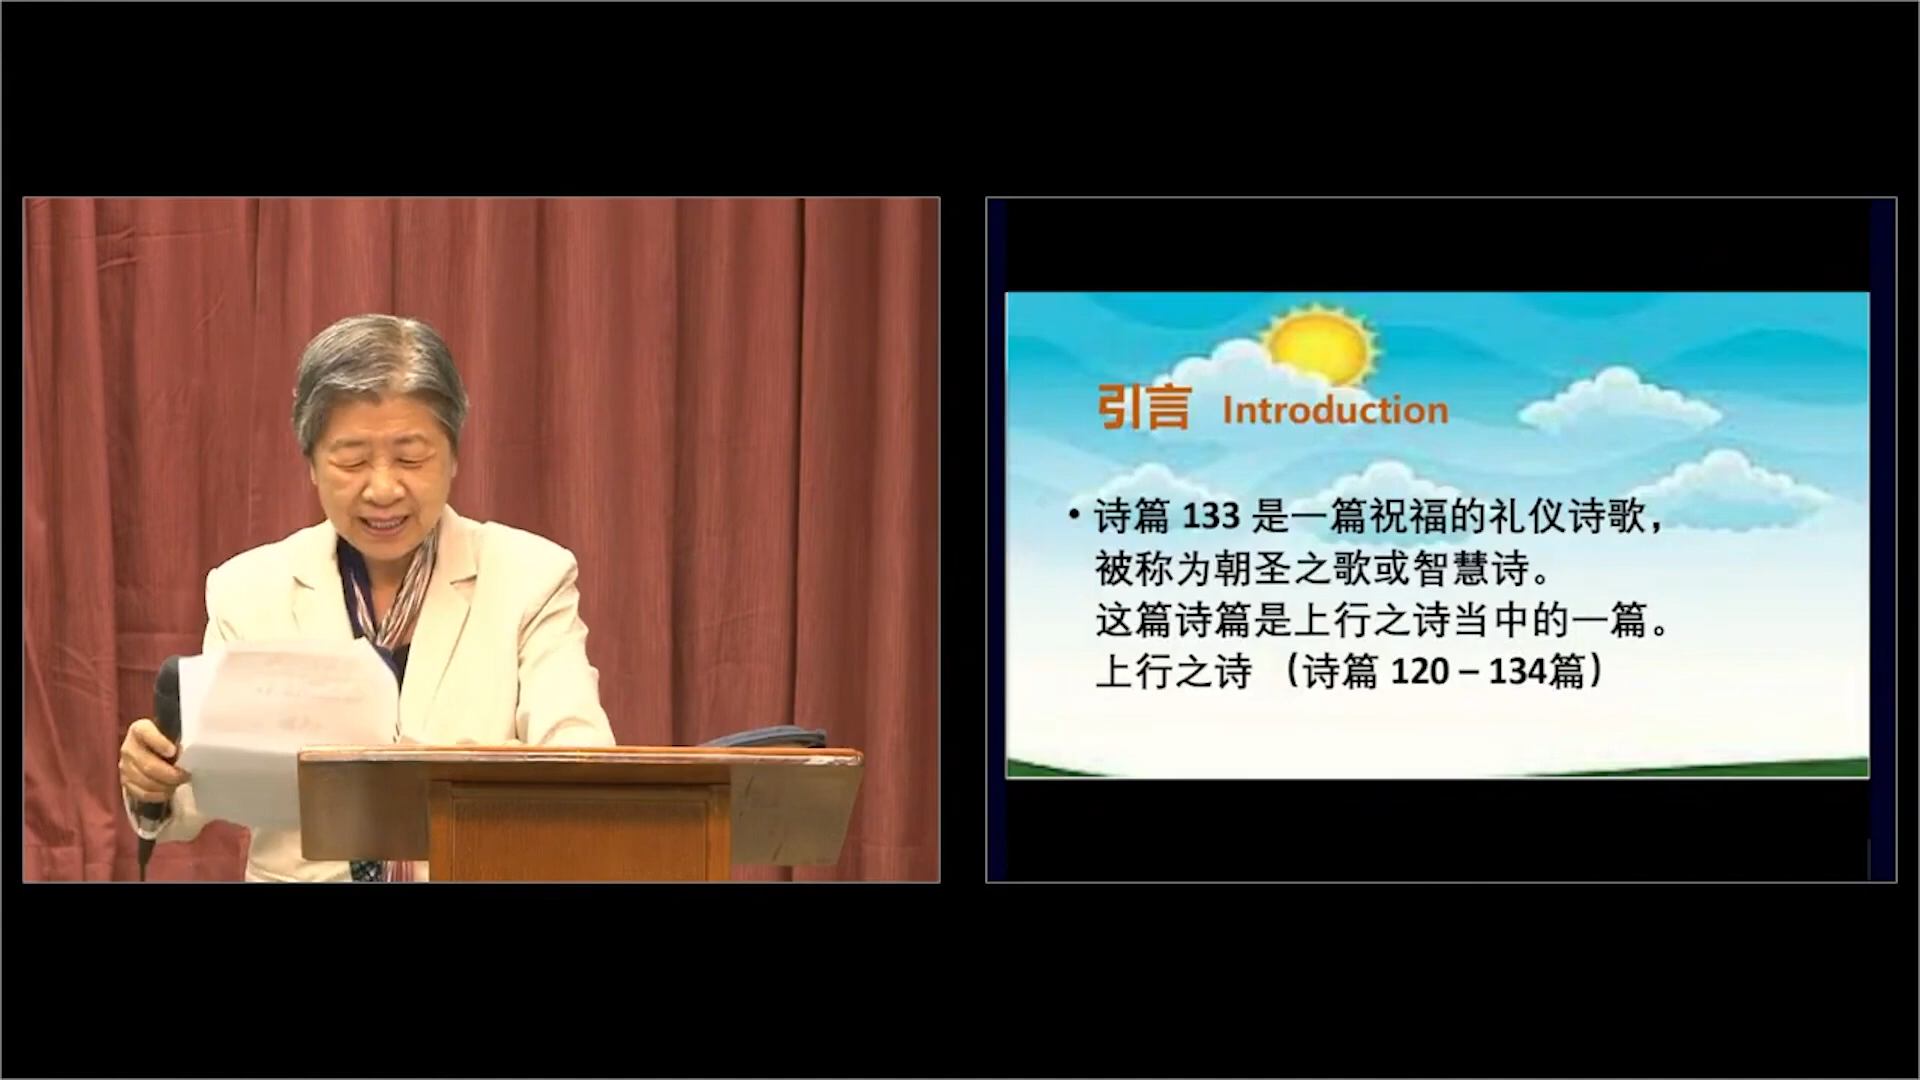 引言 Introduction
• 诗篇 133 是一篇祝福的礼仪诗歌，
被称为朝圣之歌或智慧诗。
这篇诗篇是上行之诗当中的一篇。
上行之诗 （诗篇 120 – 134篇）